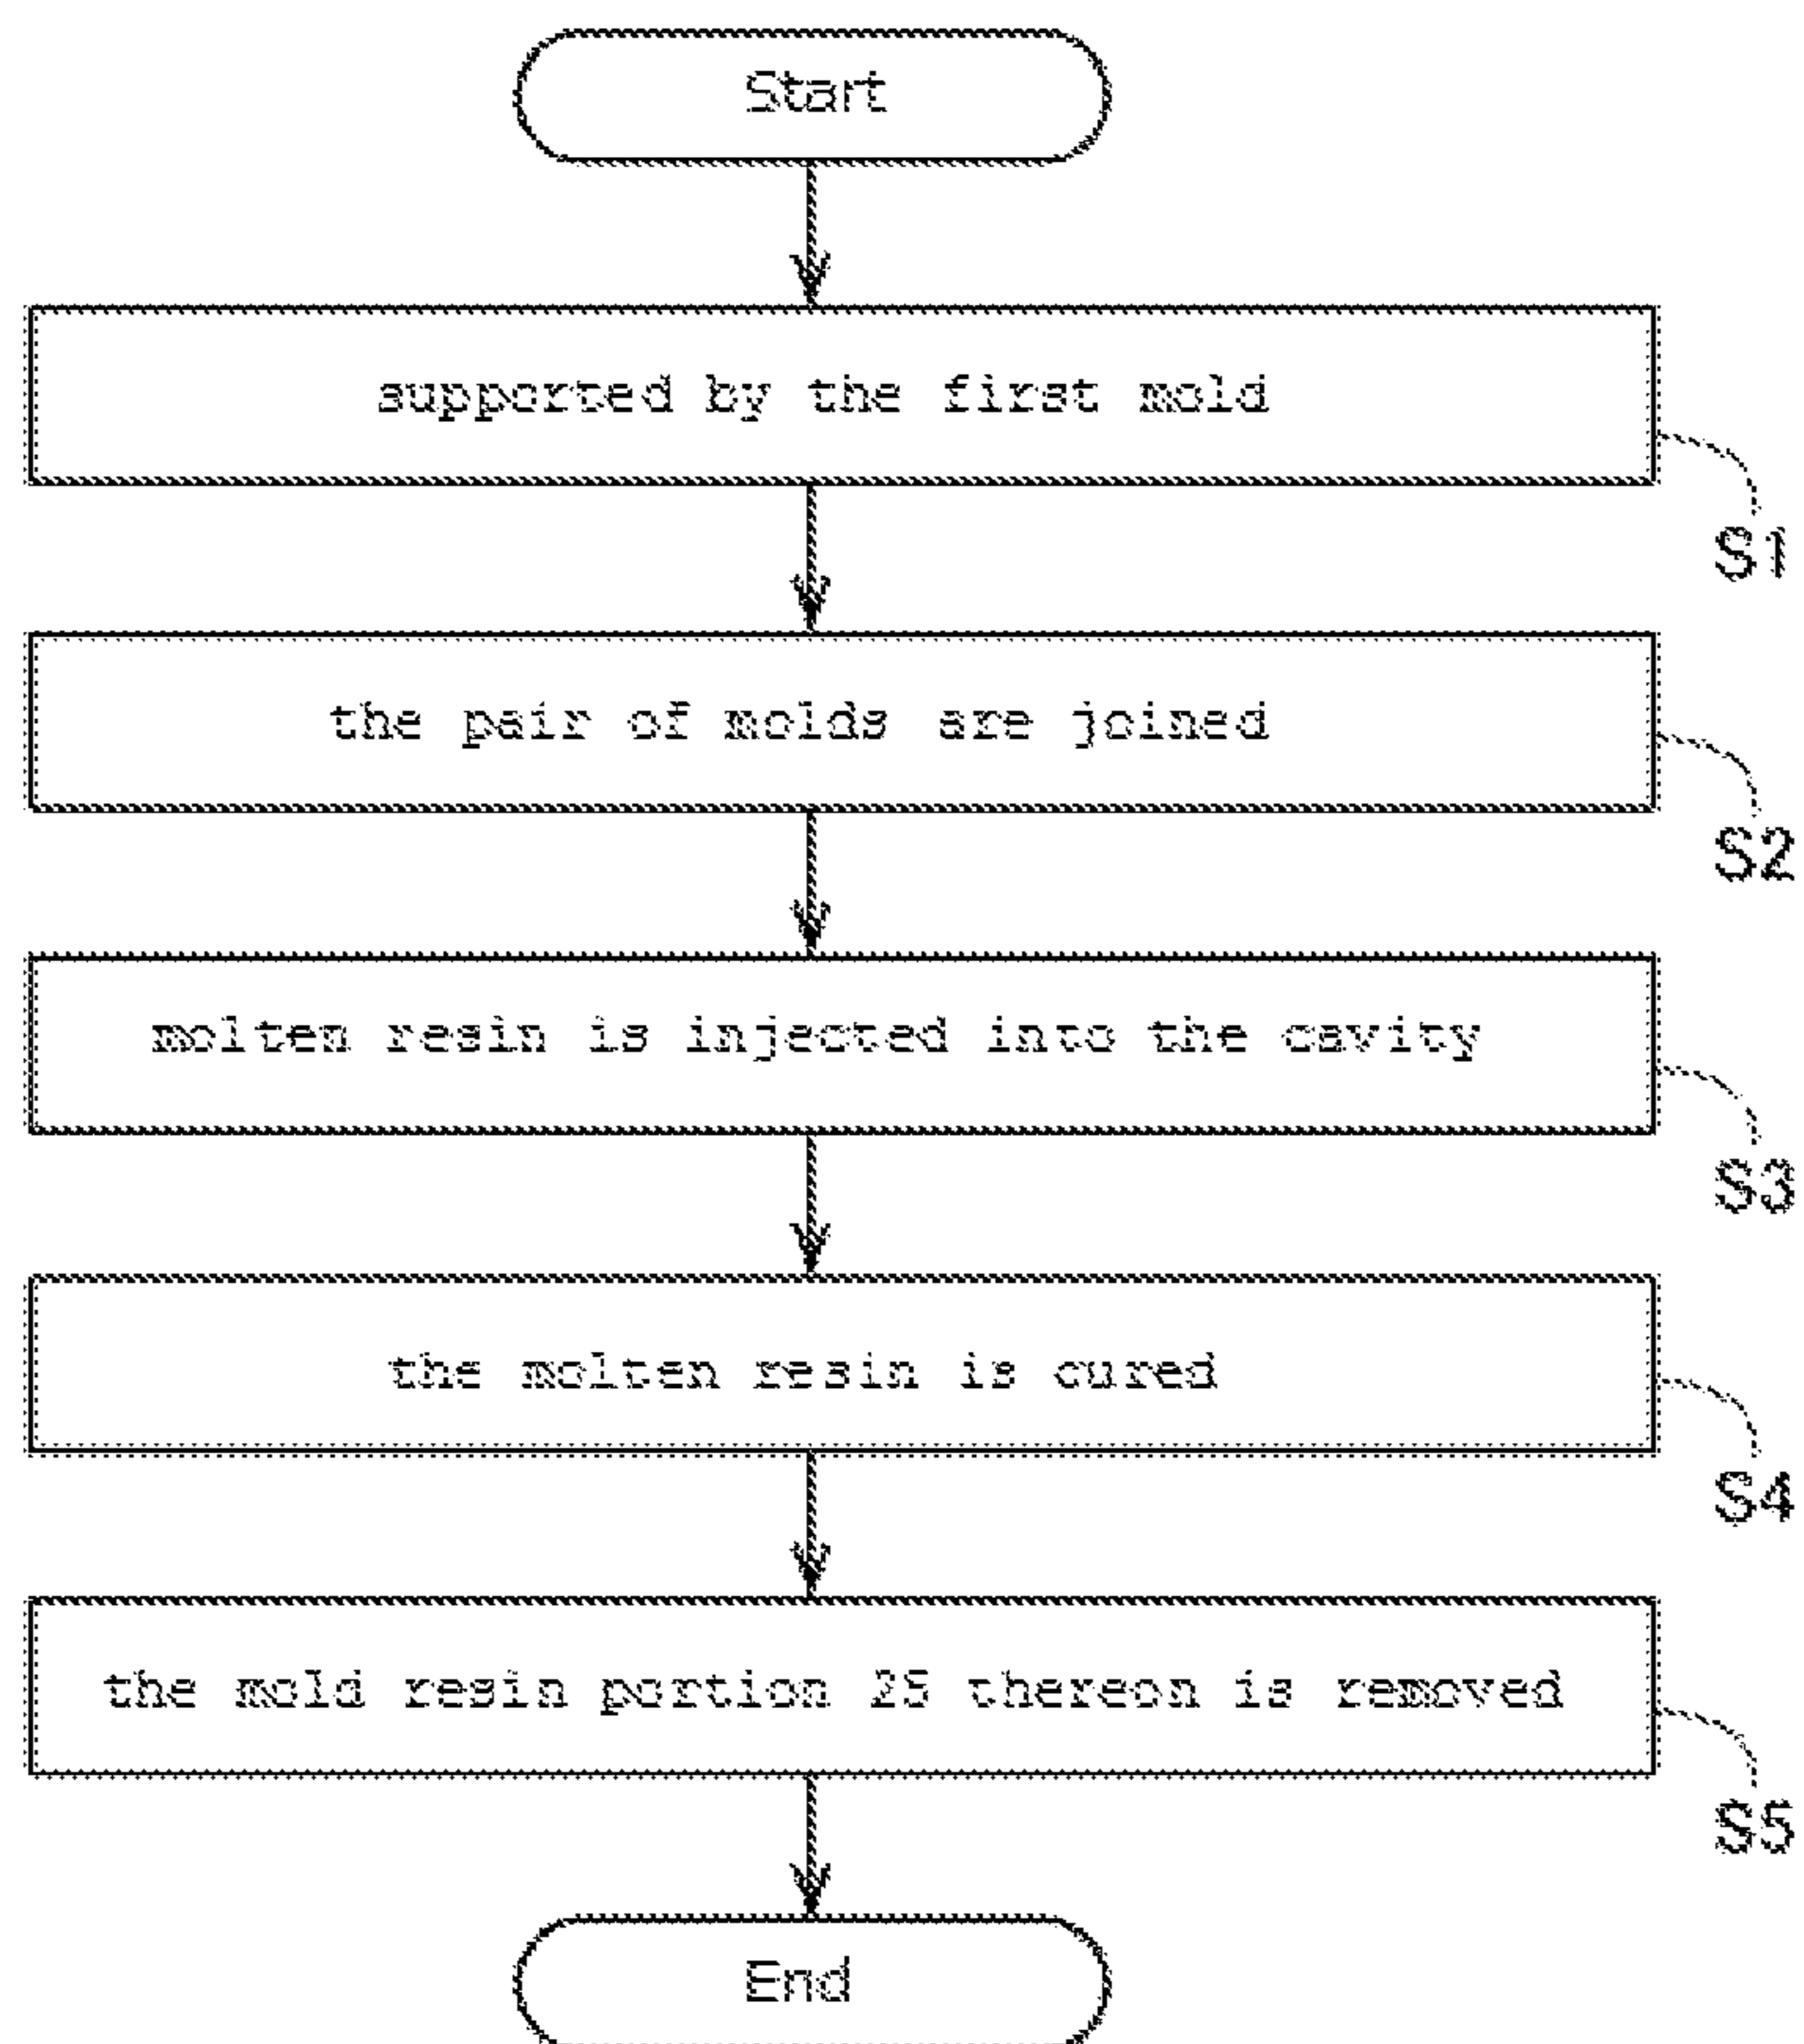 Start
supported by the first mold
S1
the pair of molds are joined
S2
molten resin is injected into the cavity
S3
the molten resin is cured
S4
the mold resin portion 25 thereon is removed
S5
End